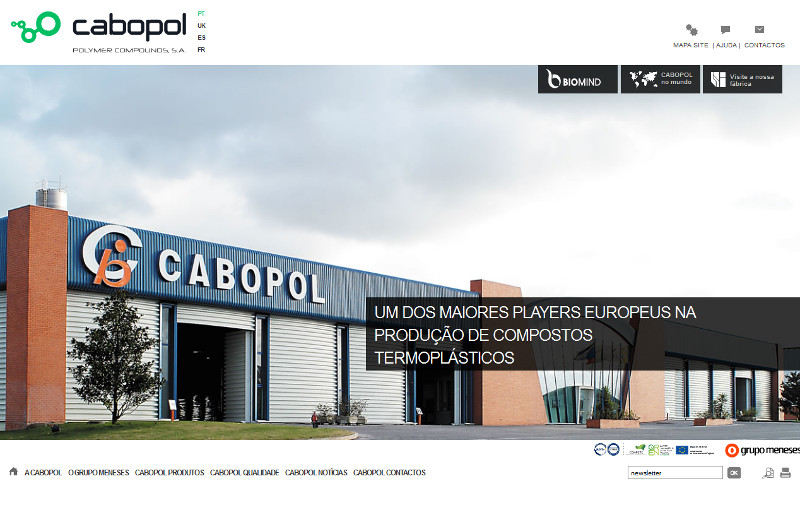 cabopol
POLYMER COMPOUNDS, S.A.
PT
UK
ES
FR
MAPA SITE | AJUDA | CONTACTOS
BIOMIND
CABOPOL
no mundo
Visite a nossa
fábrica
CABOPOL
UM DOS MAIORES PLAYERS EUROPEUS NA
PRODUÇÃO DE COMPOSTOS
TERMOPLÁSTICOS
grupo meneses
A CABOPOL O GRUPO MENESES CABOPOL PRODUTOS CABOPOL QUALIDADE CABOPOL NOTÍCIAS CABOPOL CONTACTOS
newsletter
OK